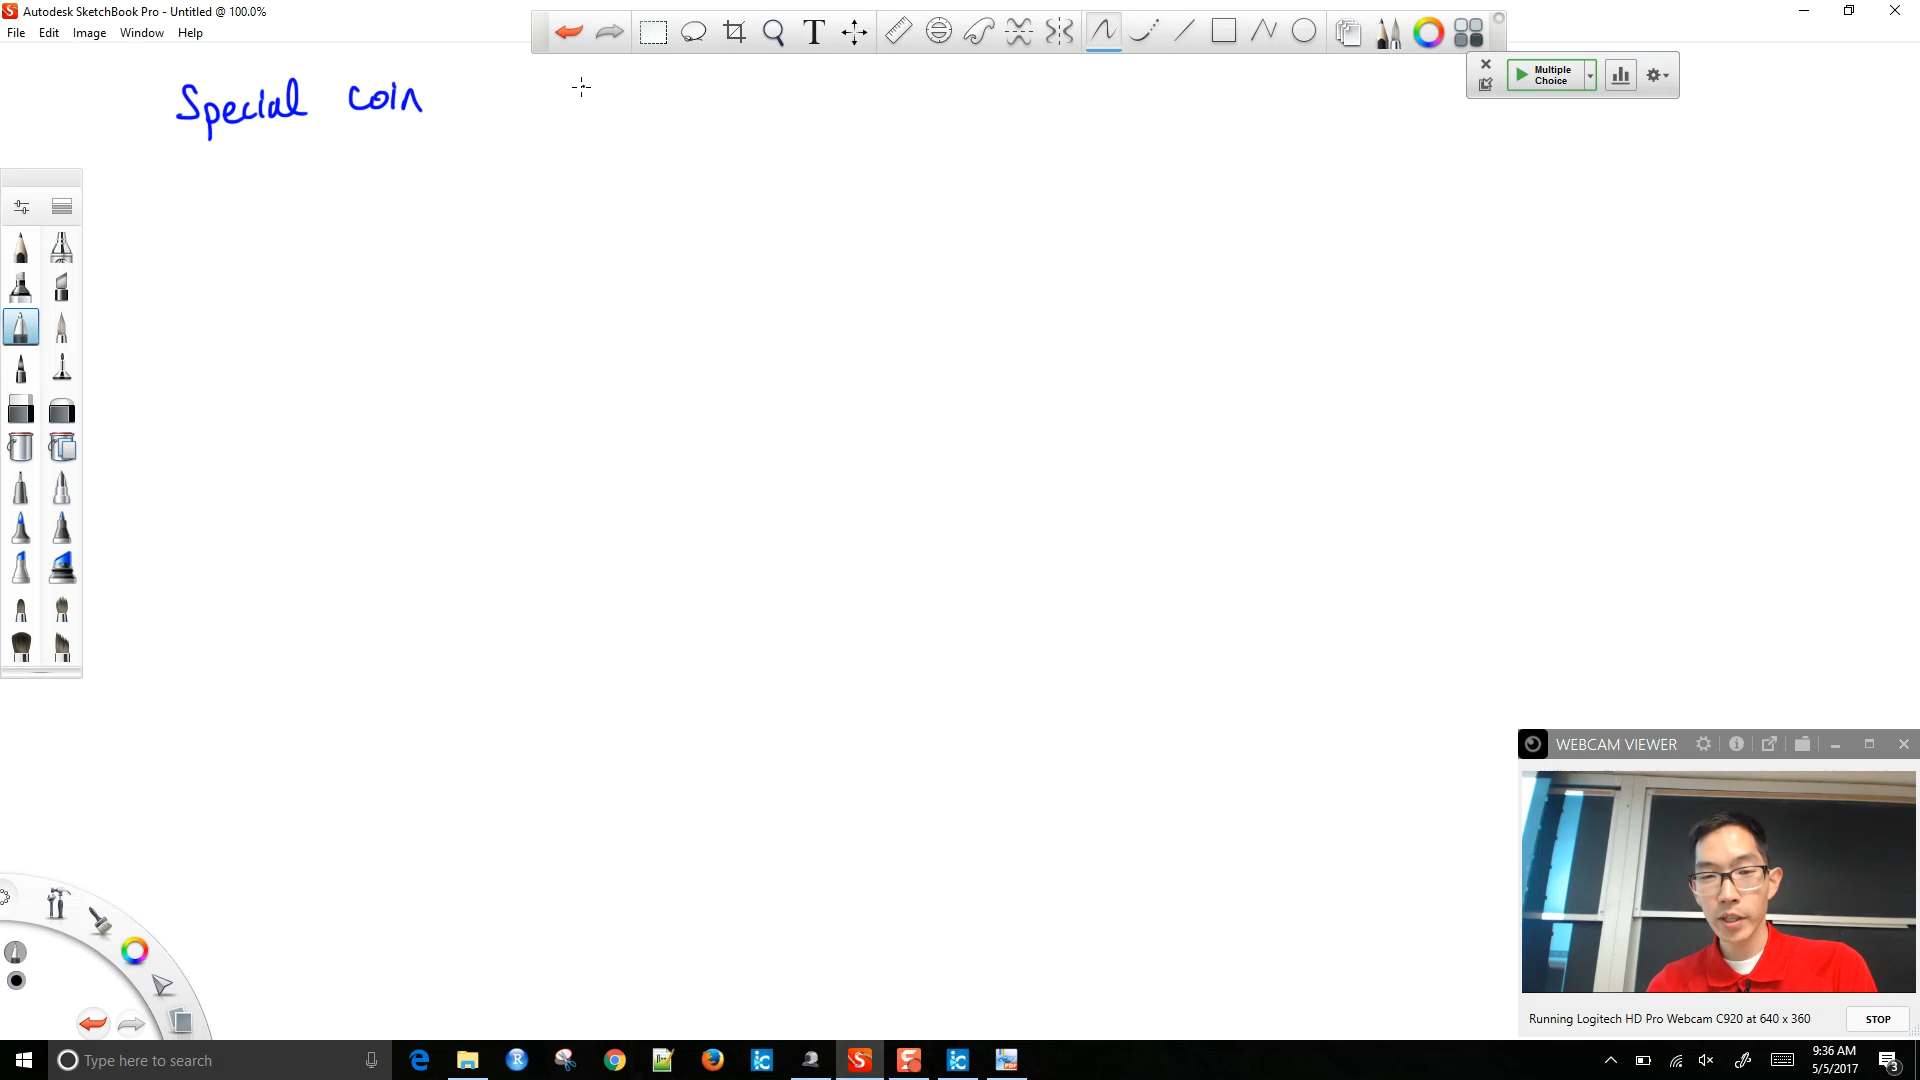 Autodesk SketchBook Pro - Untitled @ 100.0%
File Edit Image Window Help
T
Multiple Choice
Special coin
WEBCAM VIEWER
Running Logitech HD Pro Webcam C920 at 640 x 360
STOP
Type here to search
9:36 AM
5/5/2017
3